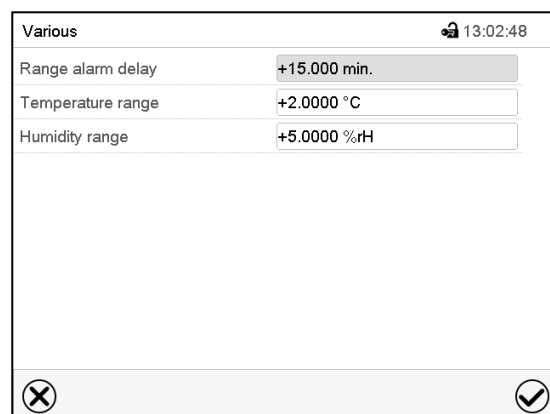 Various 13:02:48
Range alarm delay +15.000 min.
Temperature range +2.0000 °C
Humidity range +5.0000 %rH